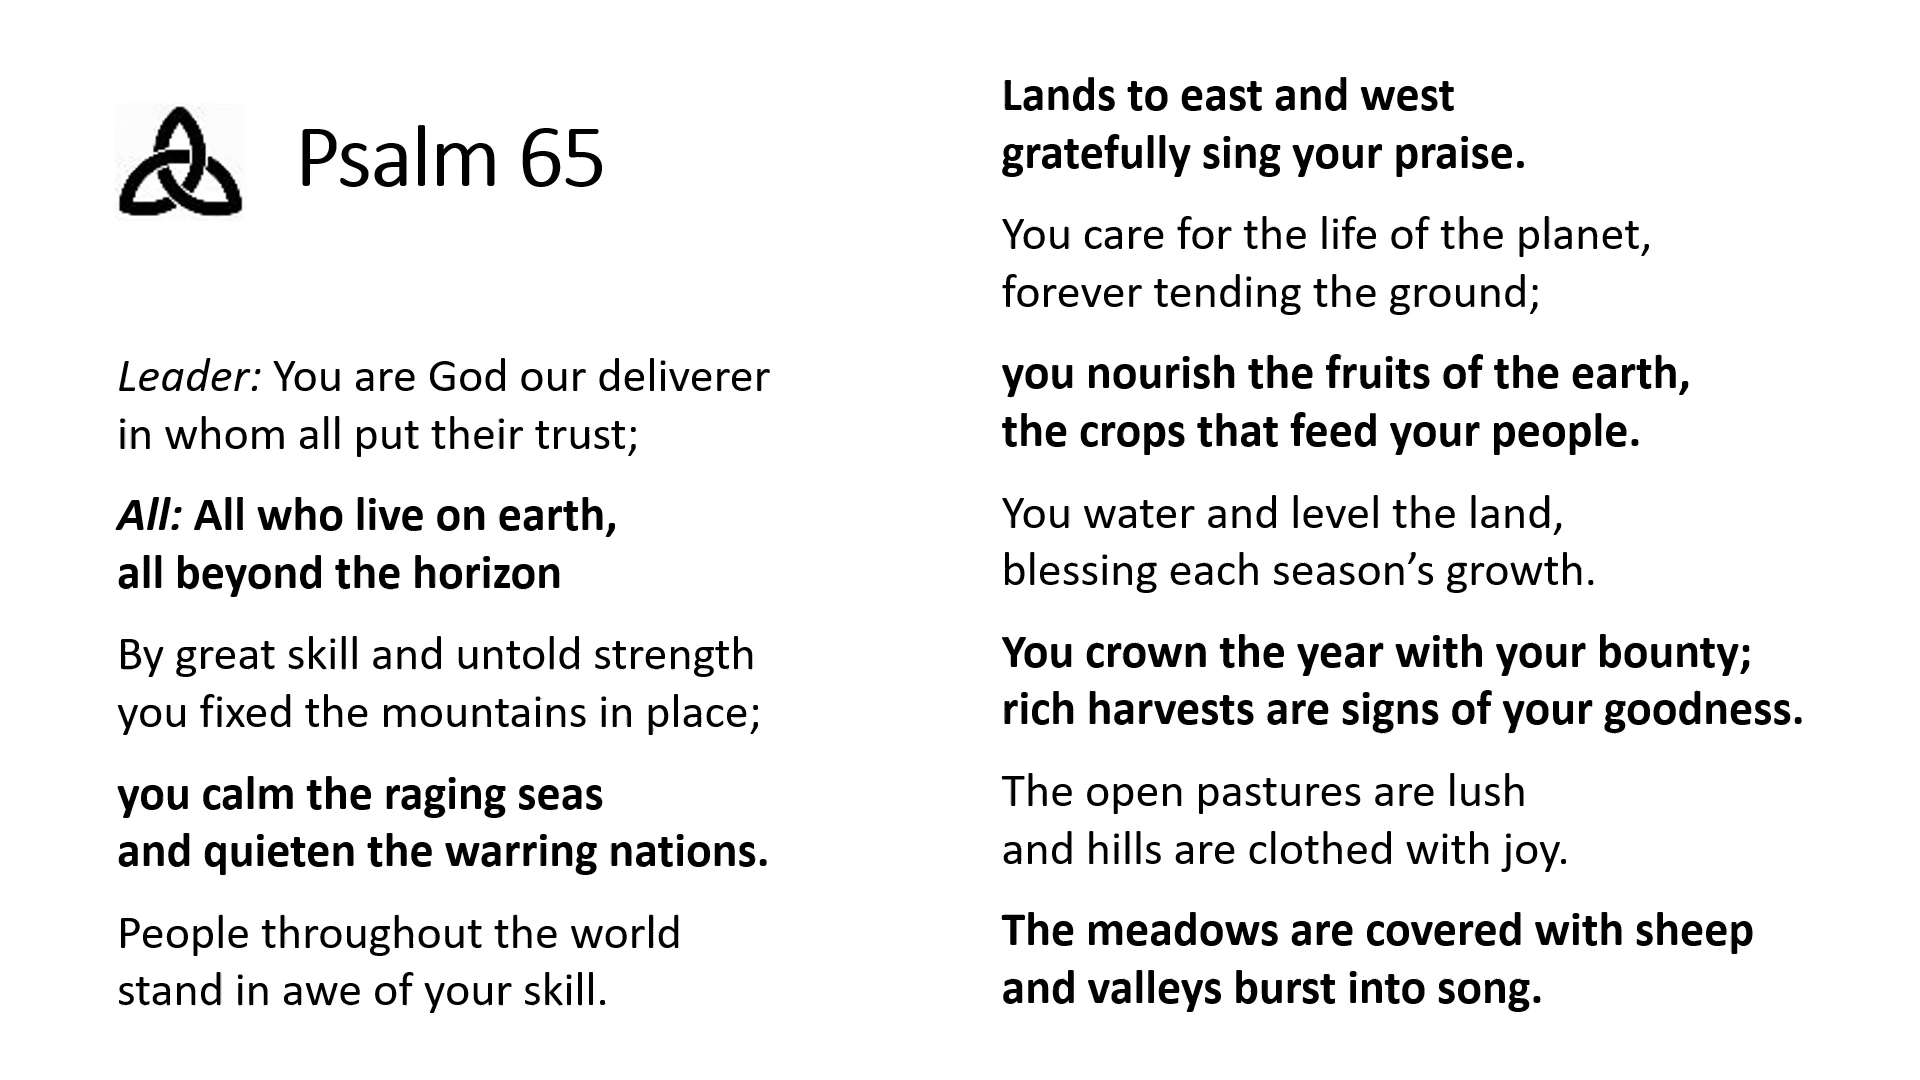 Psalm 65
Leader: You are God our deliverer
in whom all put their trust;
All: All who live on earth,
all beyond the horizon
By great skill and untold strength
you fixed the mountains in place;
you calm the raging seas
and quieten the warring nations.
People throughout the world
stand in awe of your skill.
Lands to east and west
gratefully sing your praise.
You care for the life of the planet,
forever tending the ground;
you nourish the fruits of the earth,
the crops that feed your people.
You water and level the land,
blessing each season’s growth.
You crown the year with your bounty;
rich harvests are signs of your goodness.
The open pastures are lush
and hills are clothed with joy.
The meadows are covered with sheep
and valleys burst into song.